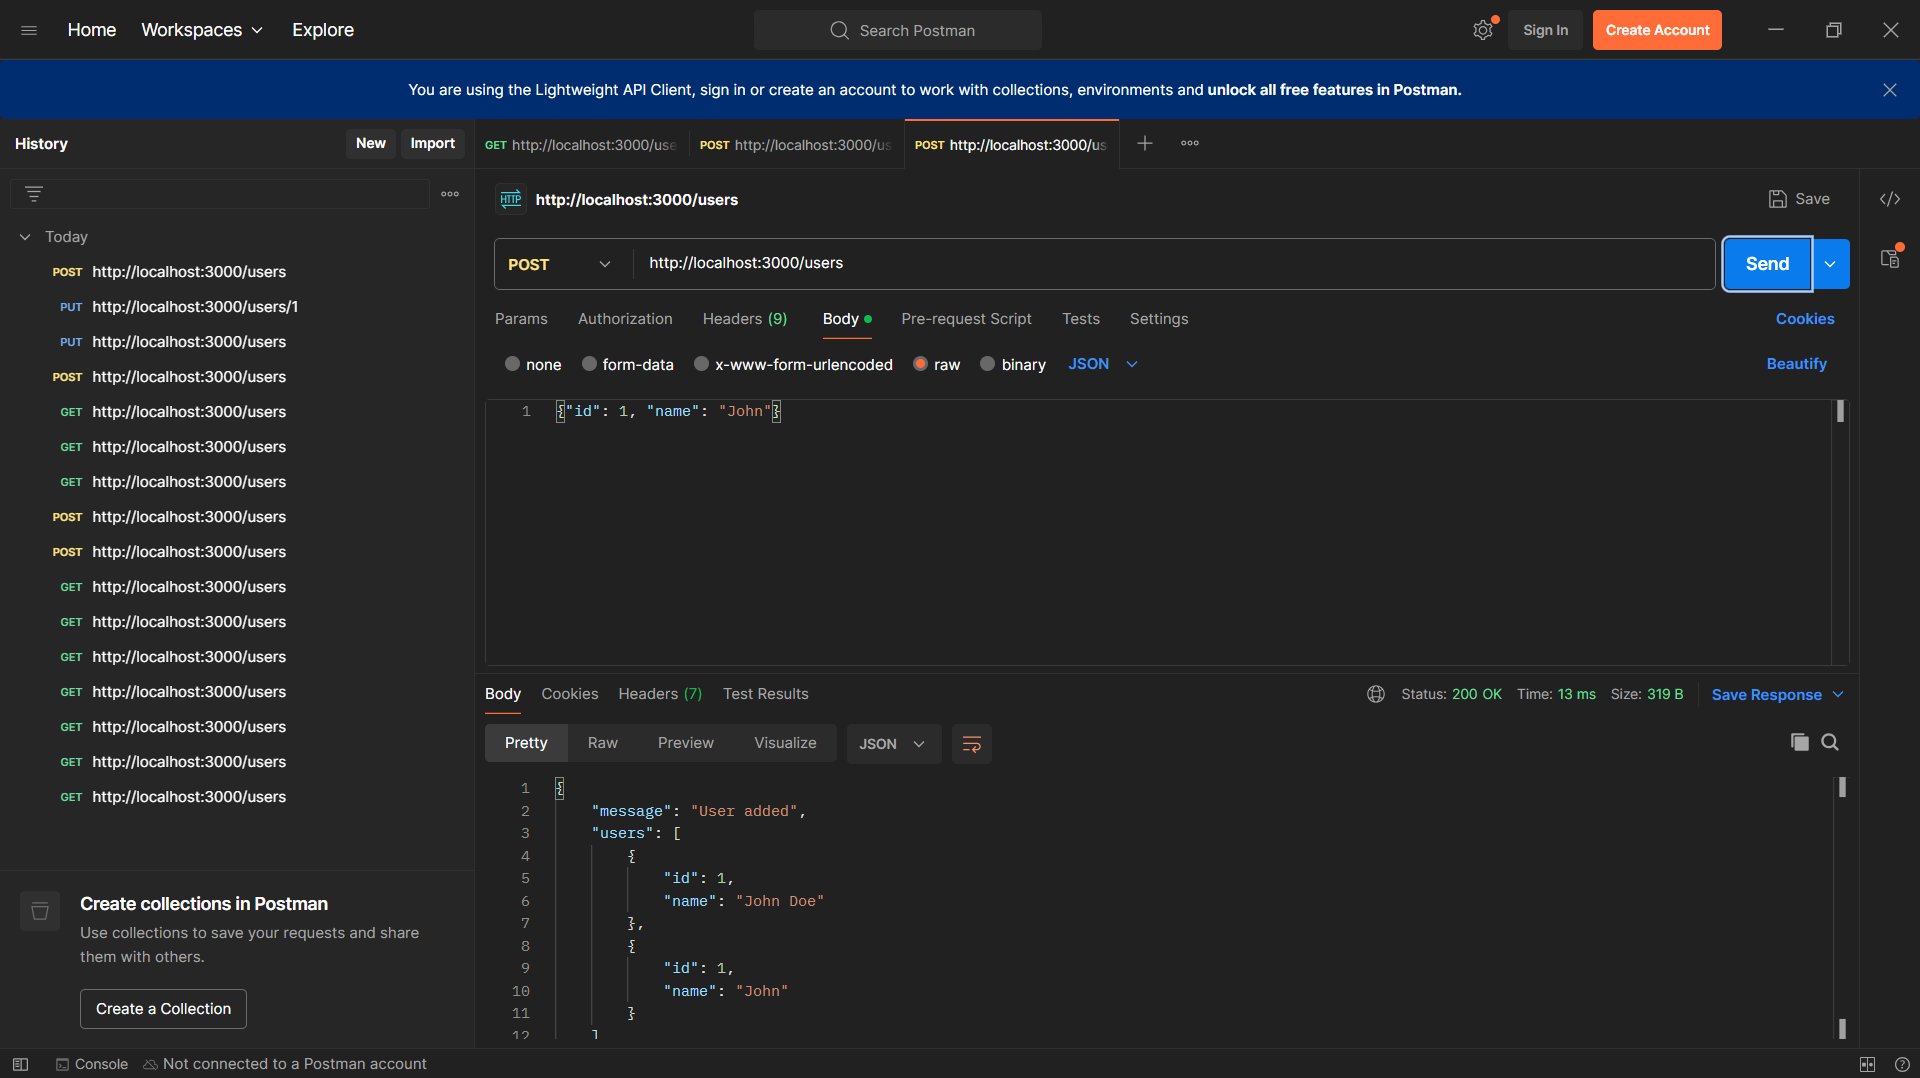 Home Workspaces Explore Search Postman Sign In Create Account
You are using the Lightweight API Client, sign in or create an account to work with collections, environments and unlock all free features in Postman.
History New Import
GET http://localhost:3000/use POST http://localhost:3000/us POST http://localhost:3000/us
HTTP http://localhost:3000/users Save
Today
POST http://localhost:3000/users
PUT http://localhost:3000/users/1
PUT http://localhost:3000/users
POST http://localhost:3000/users
GET http://localhost:3000/users
GET http://localhost:3000/users
GET http://localhost:3000/users
POST http://localhost:3000/users
POST http://localhost:3000/users
GET http://localhost:3000/users
GET http://localhost:3000/users
GET http://localhost:3000/users
GET http://localhost:3000/users
GET http://localhost:3000/users
GET http://localhost:3000/users
GET http://localhost:3000/users
Create collections in Postman
Use collections to save your requests and share
them with others.
Create a Collection
POST http://localhost:3000/users Send
Params Authorization Headers (9) Body Pre-request Script Tests Settings Cookies
none form-data x-www-form-urlencoded raw binary JSON Beautify
1 {"id": 1, "name": "John"}
Body Cookies Headers (7) Test Results Status: 200 OK Time: 13 ms Size: 319 B Save Response
Pretty Raw Preview Visualize JSON
1 {
2 "message": "User added",
3 "users": [
4 {
5 "id": 1,
6 "name": "John Doe"
7 },
8 {
9 "id": 1,
10 "name": "John"
11 }
12 ]
Console Not connected to a Postman account